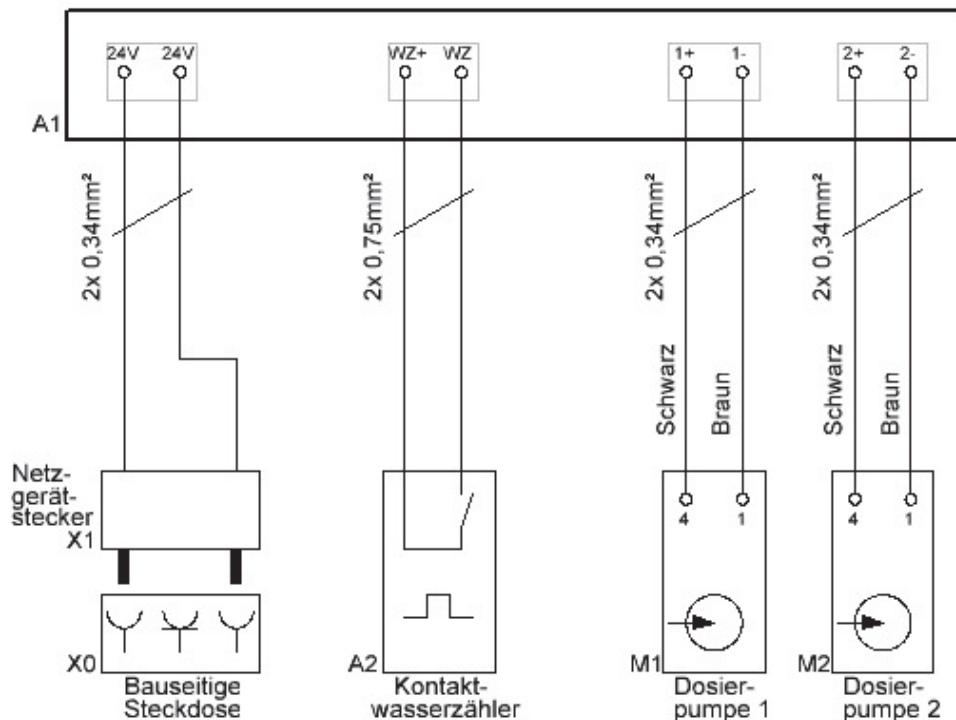 24V 24V
WZ+ WZ
1+ 1-
2+ 2-
A1
2x 0,34mm²
2x 0,75mm²
2x 0,34mm²
2x 0,34mm²
Schwarz
Braun
Schwarz
Braun
Netz-
gerät-
stecker
X1
4 1
4 1
X0
A2
M1
M2
Bauseitige
Steckdose
Kontakt-
wasserzähler
Dosier-
pumpe 1
Dosier-
pumpe 2